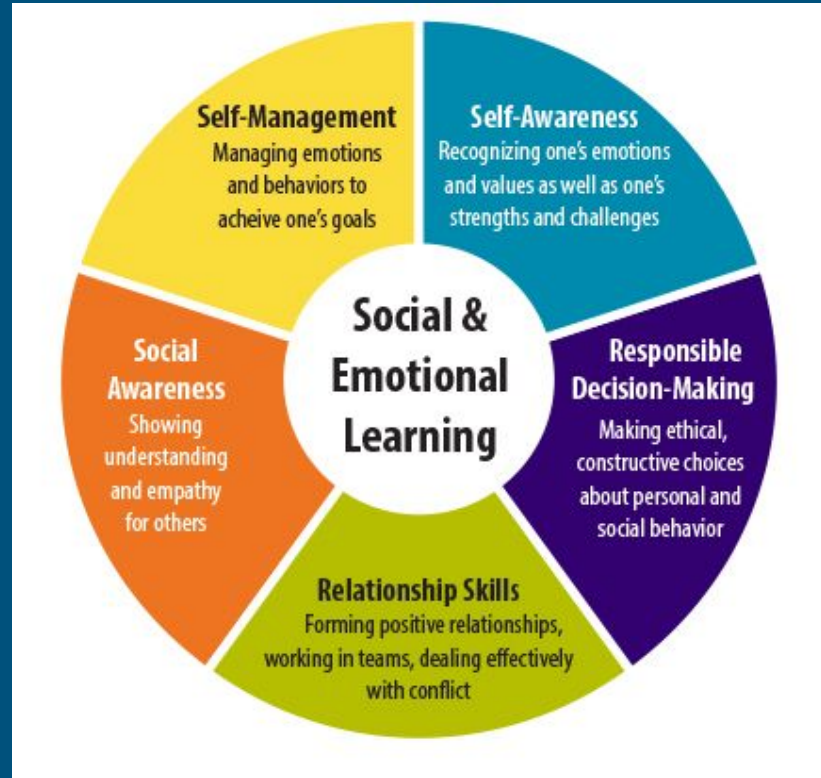 Self-Management
Managing emotions
and behaviors to
acheive one's goals
Self-Awareness
Recognizing one's emotions
and values as well as one's
strengths and challenges
Social &
Emotional
Learning
Social
Awareness
Showing
understanding
and empathy
for others
Responsible
Decision-Making
Making ethical,
constructive choices
about personal and
social behavior
Relationship Skills
Forming positive relationships,
working in teams, dealing effectively
with conflict